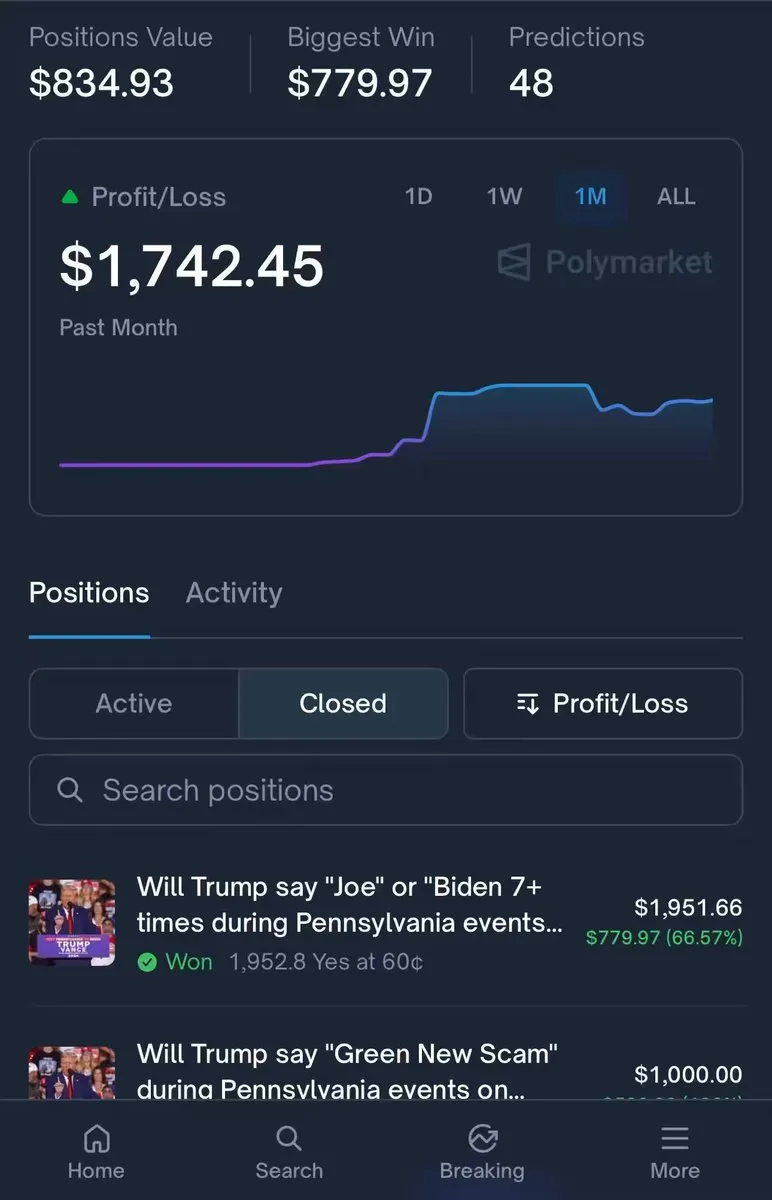 Positions Value
Biggest Win
Predictions
$834.93
$779.97
48
Profit/Loss
1D
1W
1M
ALL
$1,742.45
Polymarket
Past Month
Positions
Activity
Active
Closed
Profit/Loss
Search positions
Will Trump say "Joe" or "Biden 7+
times during Pennsylvania events...
$1,951.66
$779.97 (66.57%)
Won 1,952.8 Yes at 60¢
TRUMP
VANCE
Will Trump say "Green New Scam"
during Pennsylvania events on...
$1,000.00
Home
Search
Breaking
More